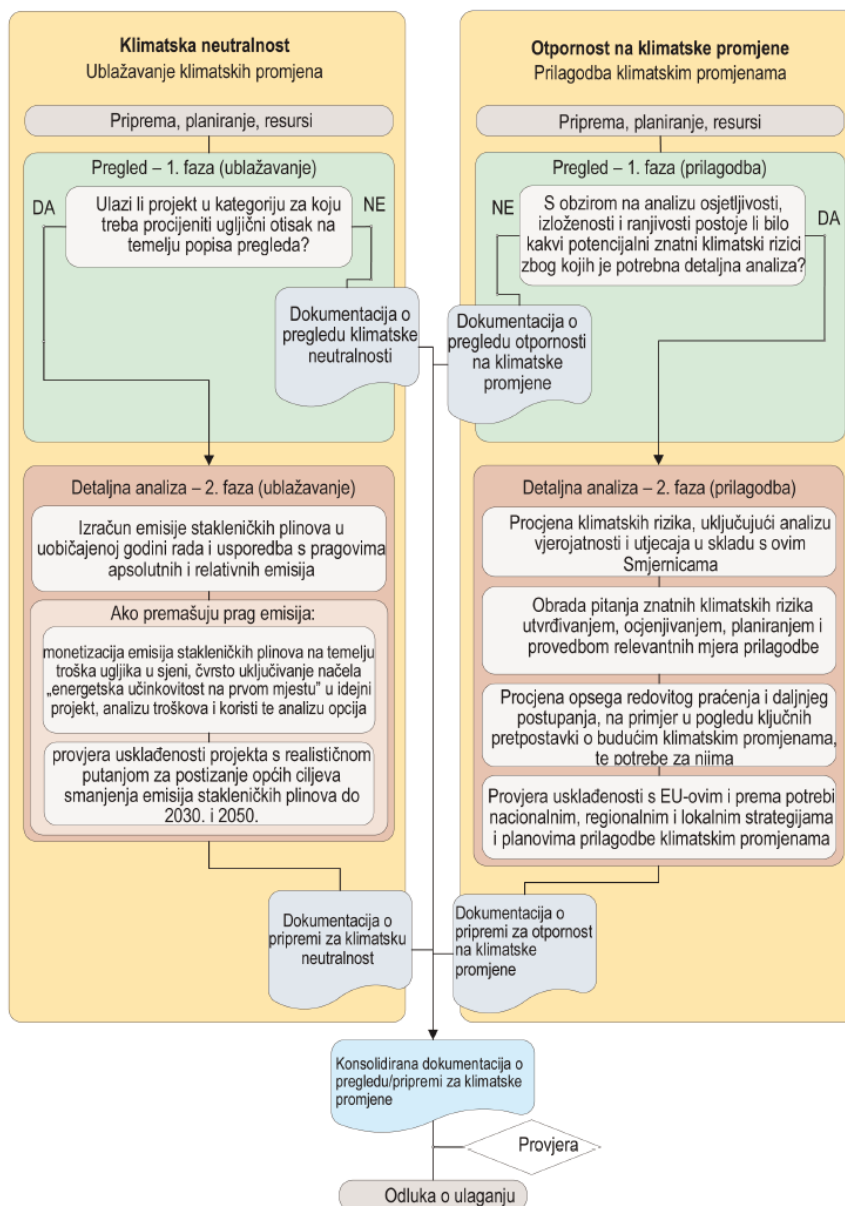 Klimatska neutralnost
Ublažavanje klimatskih promjena
Priprema, planiranje, resursi
Pregled – 1. faza (ublažavanje)
DA
Ulazi li projekt u kategoriju za koju
treba procijeniti ugljični otisak na
temelju popisa pregleda?
NE
Dokumentacija o
pregledu klimatske
neutralnosti
Detaljna analiza – 2. faza (ublažavanje)
Izračun emisije stakleničkih plinova u
uobičajenoj godini rada i usporedba s pragovima
apsolutnih i relativnih emisija
Ako premašuju prag emisija:
monetizacija emisija stakleničkih plinova na temelju
troška ugljika u sjeni, čvrsto uključivanje načela
„energetska učinkovitost na prvom mjestu” u idejni
projekt, analizu troškova i koristi te analizu opcija
provjera usklađenosti projekta s realističnom
putanjom za postizanje općih ciljeva
smanjenja emisija stakleničkih plinova do
2030. i 2050.
Dokumentacija o
pripremi za klimatsku
neutralnost
Otpornost na klimatske promjene
Prilagodba klimatskim promjenama
Priprema, planiranje, resursi
Pregled – 1. faza (prilagodba)
NE
S obzirom na analizu osjetljivosti,
izloženosti i ranjivosti postoje li bilo
kakvi potencijalni znatni klimatski rizici
zbog kojih je potrebna detaljna analiza?
DA
Dokumentacija o
pregledu otpornosti
na klimatske
promjene
Detaljna analiza – 2. faza (prilagodba)
Procjena klimatskih rizika, uključujući analizu
vjerojatnosti i utjecaja u skladu s ovim
Smjernicama
Obrada pitanja znatnih klimatskih rizika
utvrđivanjem, ocjenjivanjem, planiranjem i
provedbom relevantnih mjera prilagodbe
Procjena opsega redovitog praćenja i daljnjeg
postupanja, na primjer u pogledu ključnih
pretpostavki o budućim klimatskim promjenama,
te potrebe za njima
Provjera usklađenosti s EU-ovim i prema potrebi
nacionalnim, regionalnim i lokalnim strategijama
i planovima prilagodbe klimatskim promjenama
Dokumentacija o
pripremi za otpornost
na klimatske
promjene
Konsolidirana dokumentacija o
pregledu/pripremi za klimatske
promjene
Provjera
Odluka o ulaganju